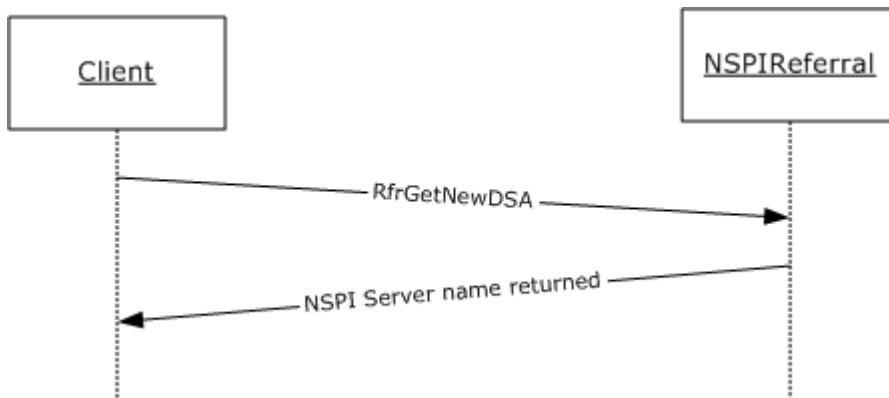 Client
NSPIReferral
RfrGetNewDSA
NSPI Server name returned